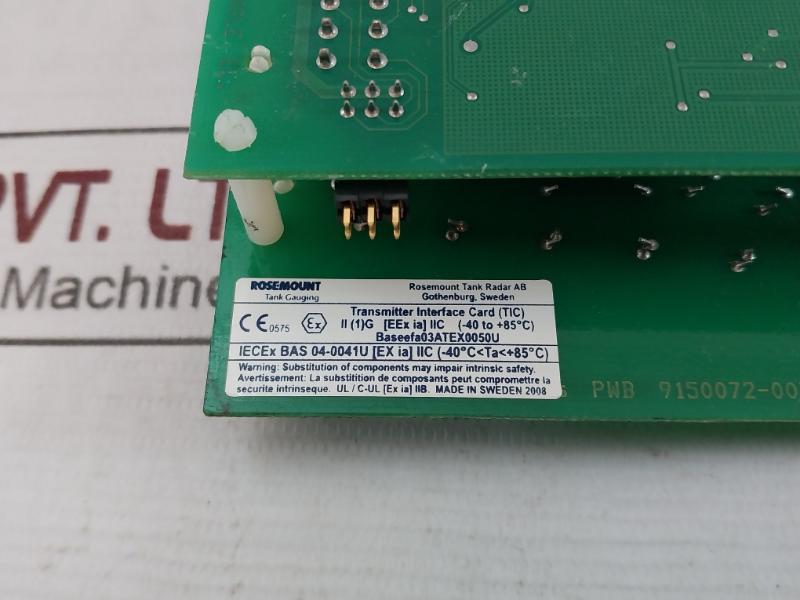 PVT. LT
Machine
ROSEMOUNT
Tank Gauging
Rosemount Tank Radar AB
Gothenburg, Sweden
CE 0575 Ex
Transmitter Interface Card (TIC)
II (1)G [EEx ia] IIC (-40 to +85°C)
Baseefa03ATEX0050U
IECEx BAS 04-0041U [EX ia] IIC (-40°C<Ta<+85°C)
Warning: Substitution of components may impair intrinsic safety.
Avertissement: La substitition de composants peut compromettre la
securite intrinseque. UL / C-UL [Ex ia] IIB. MADE IN SWEDEN 2008
PWB 9150072-00